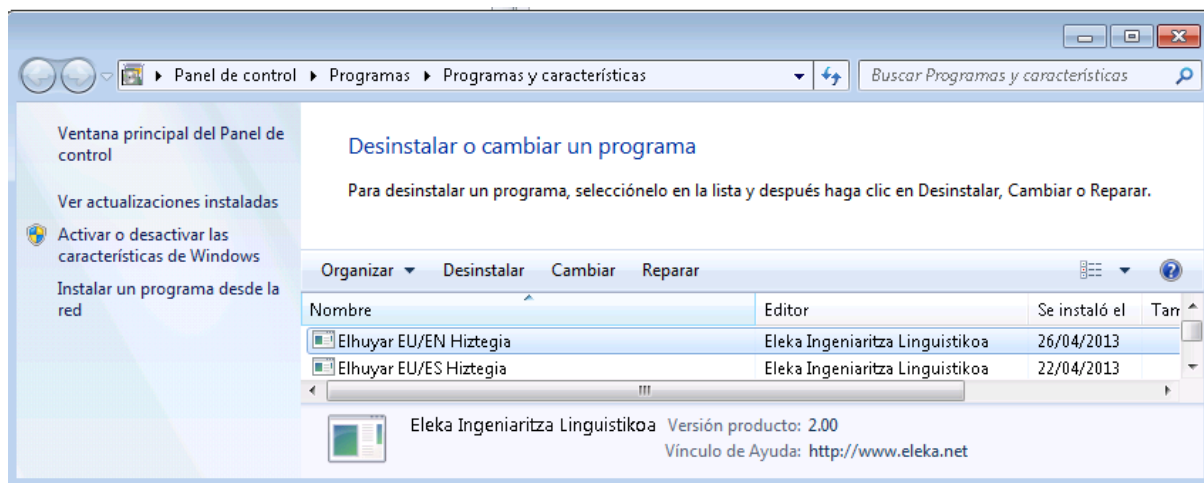 Panel de control Programas Programas y características Buscar Programas y características
Ventana principal del Panel de
control
Ver actualizaciones instaladas
Activar o desactivar las
características de Windows
Instalar un programa desde la
red
Desinstalar o cambiar un programa
Para desinstalar un programa, selecciónelo en la lista y después haga clic en Desinstalar, Cambiar o Reparar.
Organizar Desinstalar Cambiar Reparar
Nombre Editor Se instaló el Tam
Elhuyar EU/EN Hiztegia Eleka Ingeniaritza Linguistikoa 26/04/2013
Elhuyar EU/ES Hiztegia Eleka Ingeniaritza Linguistikoa 22/04/2013
Eleka Ingeniaritza Linguistikoa Versión producto: 2.00
Vínculo de Ayuda: http://www.eleka.net